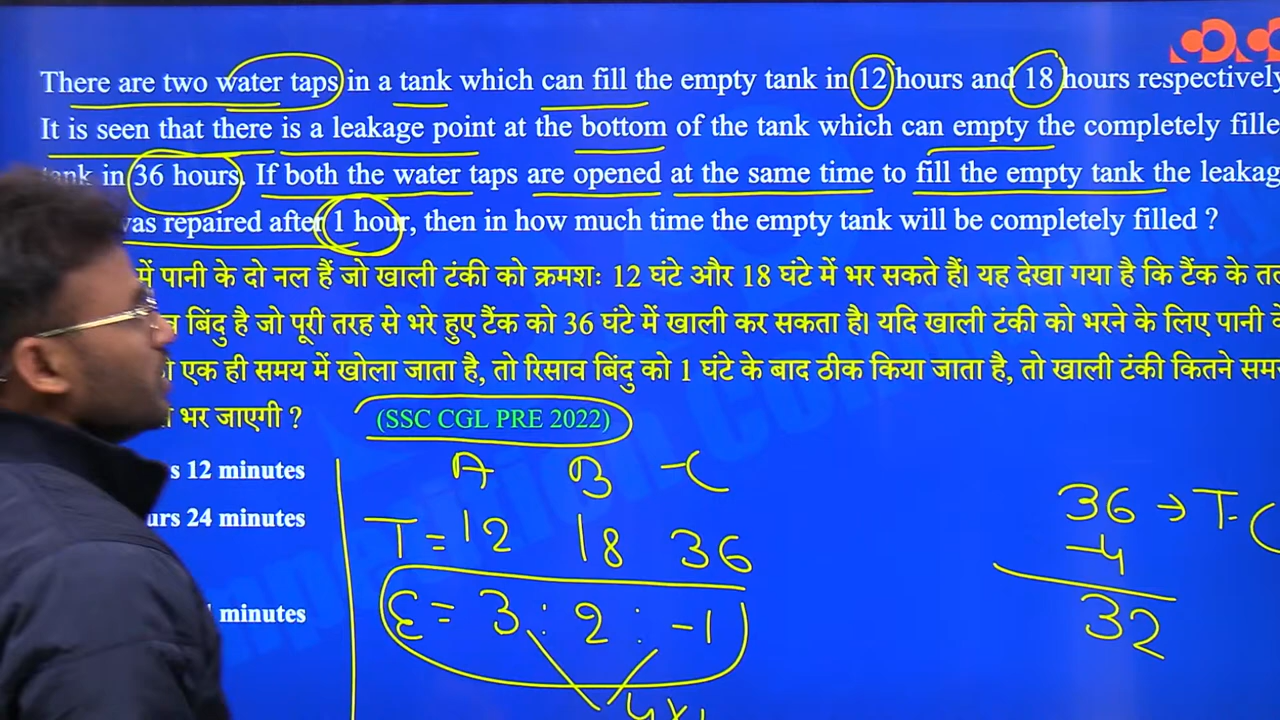 There are two water taps in a tank which can fill the empty tank in 12 hours and 18 hours respectively
It is seen that there is a leakage point at the bottom of the tank which can empty the completely fille
tank in 36 hours. If both the water taps are opened at the same time to fill the empty tank the leakag
was repaired after 1 hour, then in how much time the empty tank will be completely filled ?
में पानी के दो नल हैं जो खाली टंकी को क्रमशः 12 घंटे और 18 घंटे में भर सकते हैं। यह देखा गया है कि टैंक के त
बिंदु है जो पूरी तरह से भरे हुए टैंक को 36 घंटे में खाली कर सकता है। यदि खाली टंकी को भरने के लिए पानी
एक ही समय में खोला जाता है, तो रिसाव बिंदु को 1 घंटे के बाद ठीक किया जाता है, तो खाली टंकी कितने सम
भर जाएगी ?
(SSC CGL PRE 2022)
s 12 minutes
urs 24 minutes
minutes
A B -C
T = 12 18 36
E = 3 : 2 : -1
4×1
36 → T.C
-4
32